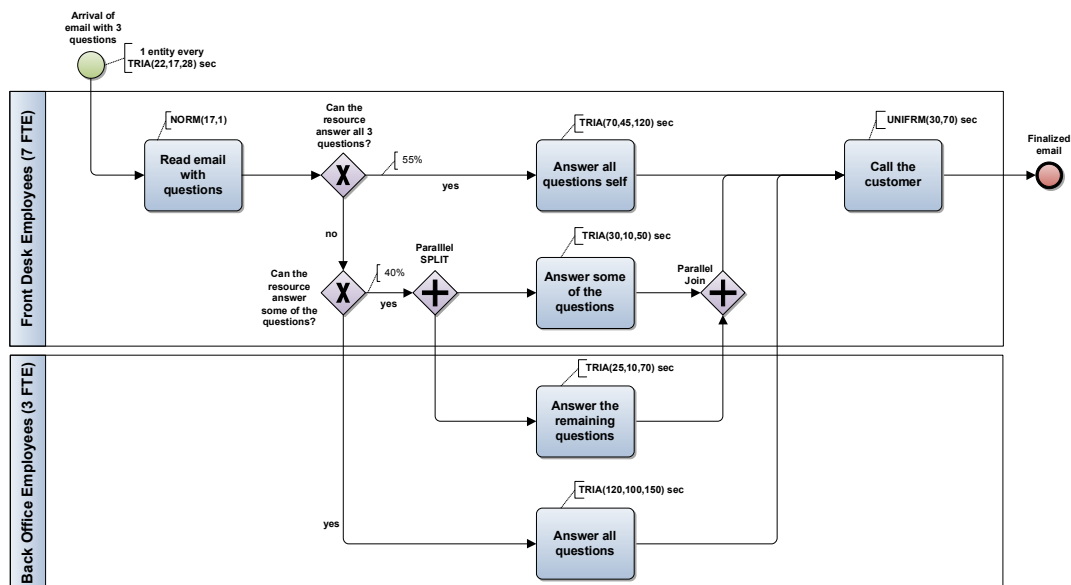 Arrival of
email with 3
questions
1 entity every
TRIA(22,17,28) sec
Front Desk Employees (7 FTE)
NORM(17,1)
Read email
with
questions
Can the
resource
answer all 3
questions?
X
55%
yes
TRIA(70,45,120) sec
Answer all
questions self
UNIFRM(30,70) sec
Call the
customer
Finalized
email
no
Can the
resource
answer
some of the
questions?
X
40%
yes
Paralllel
SPLIT
TRIA(30,10,50) sec
Answer some
of the
questions
Parallel
Join
Back Office Employees (3 FTE)
TRIA(25,10,70) sec
Answer the
remaining
questions
yes
TRIA(120,100,150) sec
Answer all
questions